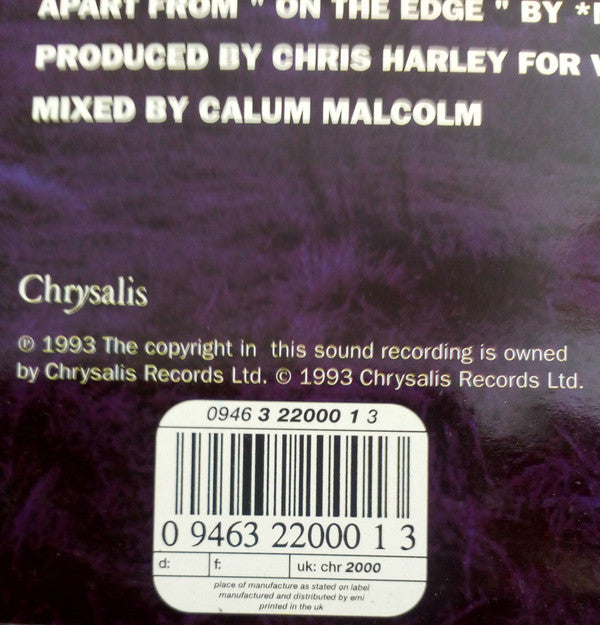 APART FROM " ON THE EDGE " BY *
PRODUCED BY CHRIS HARLEY FOR
MIXED BY CALUM MALCOLM
Chrysalis
℗ 1993 The copyright in this sound recording is owned
by Chrysalis Records Ltd. © 1993 Chrysalis Records Ltd.
0946 3 22000 1 3
0 9463 22000 1 3
d: f: uk: chr 2000
place of manufacture as stated on label
manufactured and distributed by emi
printed in the uk